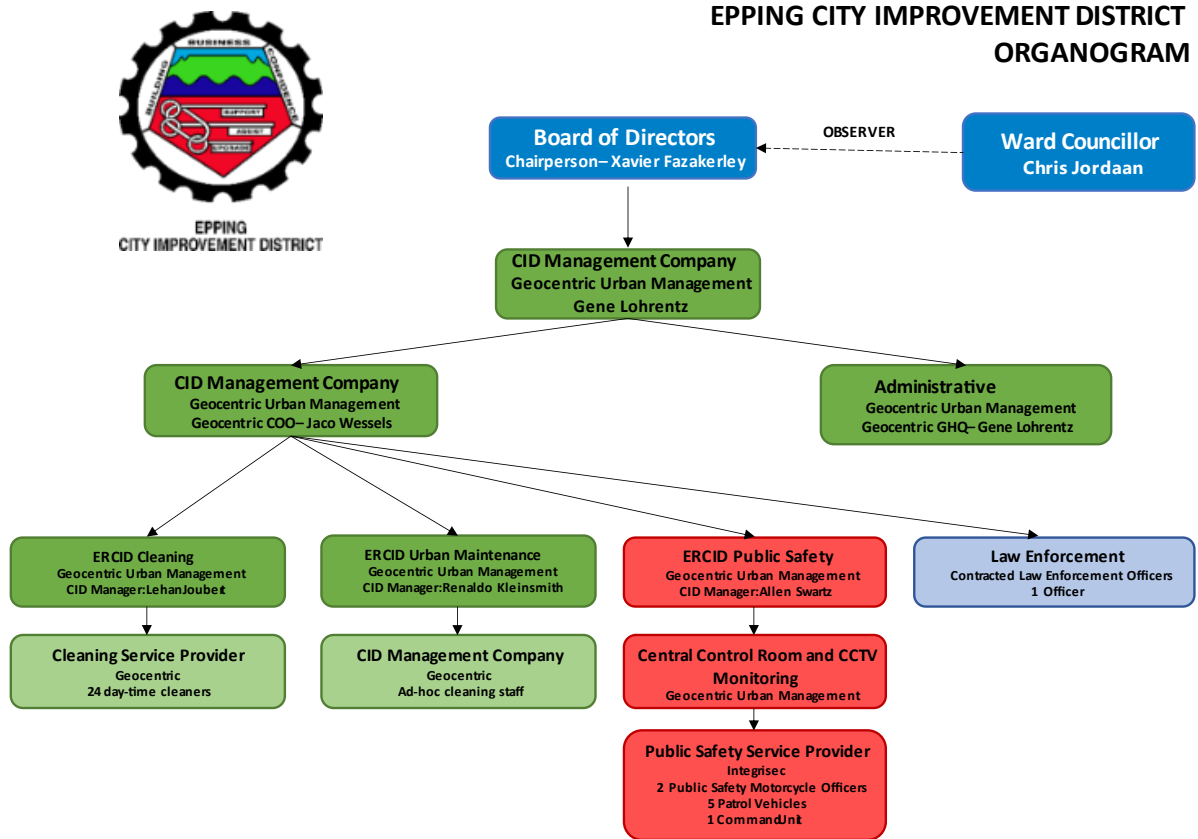 EPPING CITY IMPROVEMENT DISTRICT
ORGANOGRAM
BUILDING BUSINESS CONFIDENCE
SUPPORT
ASSIST
UPGRADE
EPPING
CITY IMPROVEMENT DISTRICT
Board of Directors
Chairperson– Xavier Fazakerley
OBSERVER
Ward Councillor
Chris Jordaan
CID Management Company
Geocentric Urban Management
Gene Lohrentz
CID Management Company
Geocentric Urban Management
Geocentric COO– Jaco Wessels
Administrative
Geocentric Urban Management
Geocentric GHQ– Gene Lohrentz
ERCID Cleaning
Geocentric Urban Management
CID Manager:LehanJoubert
ERCID Urban Maintenance
Geocentric Urban Management
CID Manager:Renaldo Kleinsmith
ERCID Public Safety
Geocentric Urban Management
CID Manager:Allen Swartz
Law Enforcement
Contracted Law Enforcement Officers
1 Officer
Cleaning Service Provider
Geocentric
24 day-time cleaners
CID Management Company
Geocentric
Ad-hoc cleaning staff
Central Control Room and CCTV
Monitoring
Geocentric Urban Management
Public Safety Service Provider
Integrisec
2 Public Safety Motorcycle Officers
5 Patrol Vehicles
1 CommandUnit